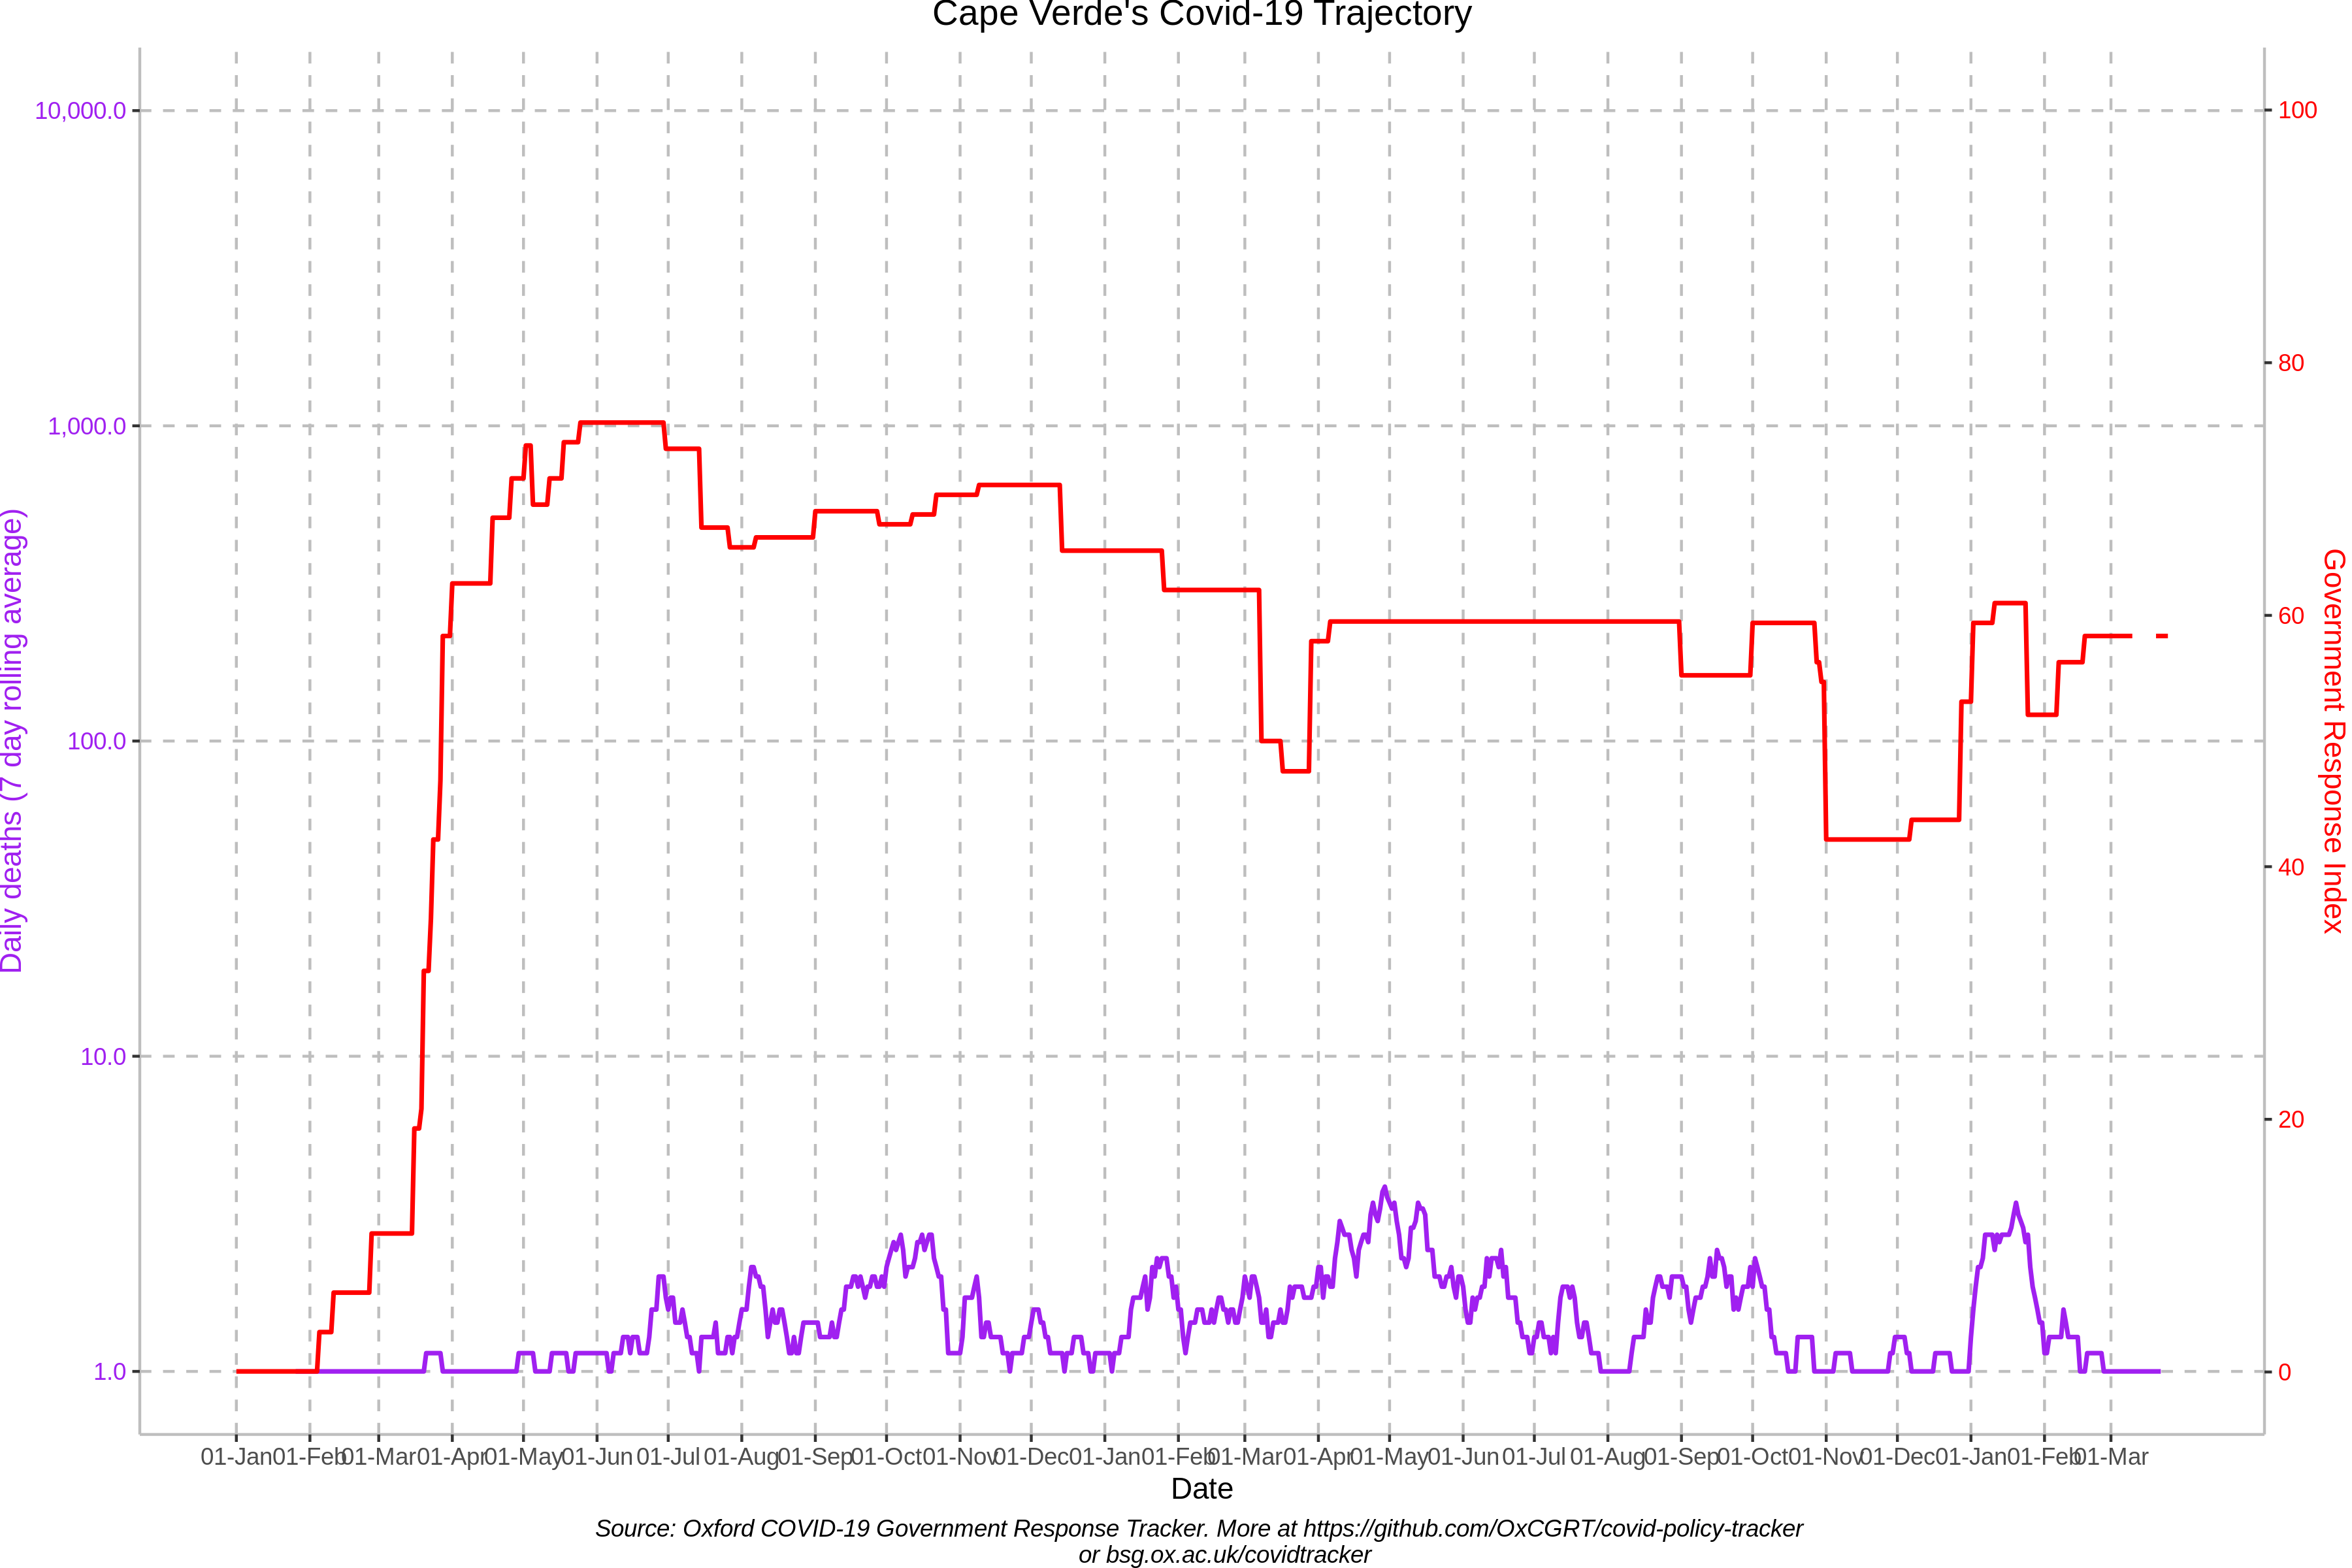 Cape Verde's Covid-19 Trajectory
10,000.0
1,000.0
100.0
10.0
1.0
Daily deaths (7 day rolling average)
100
80
60
40
20
0
Government Response Index
01-Jan 01-Feb 01-Mar 01-Apr 01-May 01-Jun 01-Jul 01-Aug 01-Sep 01-Oct 01-Nov 01-Dec 01-Jan 01-Feb 01-Mar 01-Apr 01-May 01-Jun 01-Jul 01-Aug 01-Sep 01-Oct 01-Nov 01-Dec 01-Jan 01-Feb 01-Mar
Date
Source: Oxford COVID-19 Government Response Tracker. More at https://github.com/OxCGRT/covid-policy-tracker
or bsg.ox.ac.uk/covidtracker